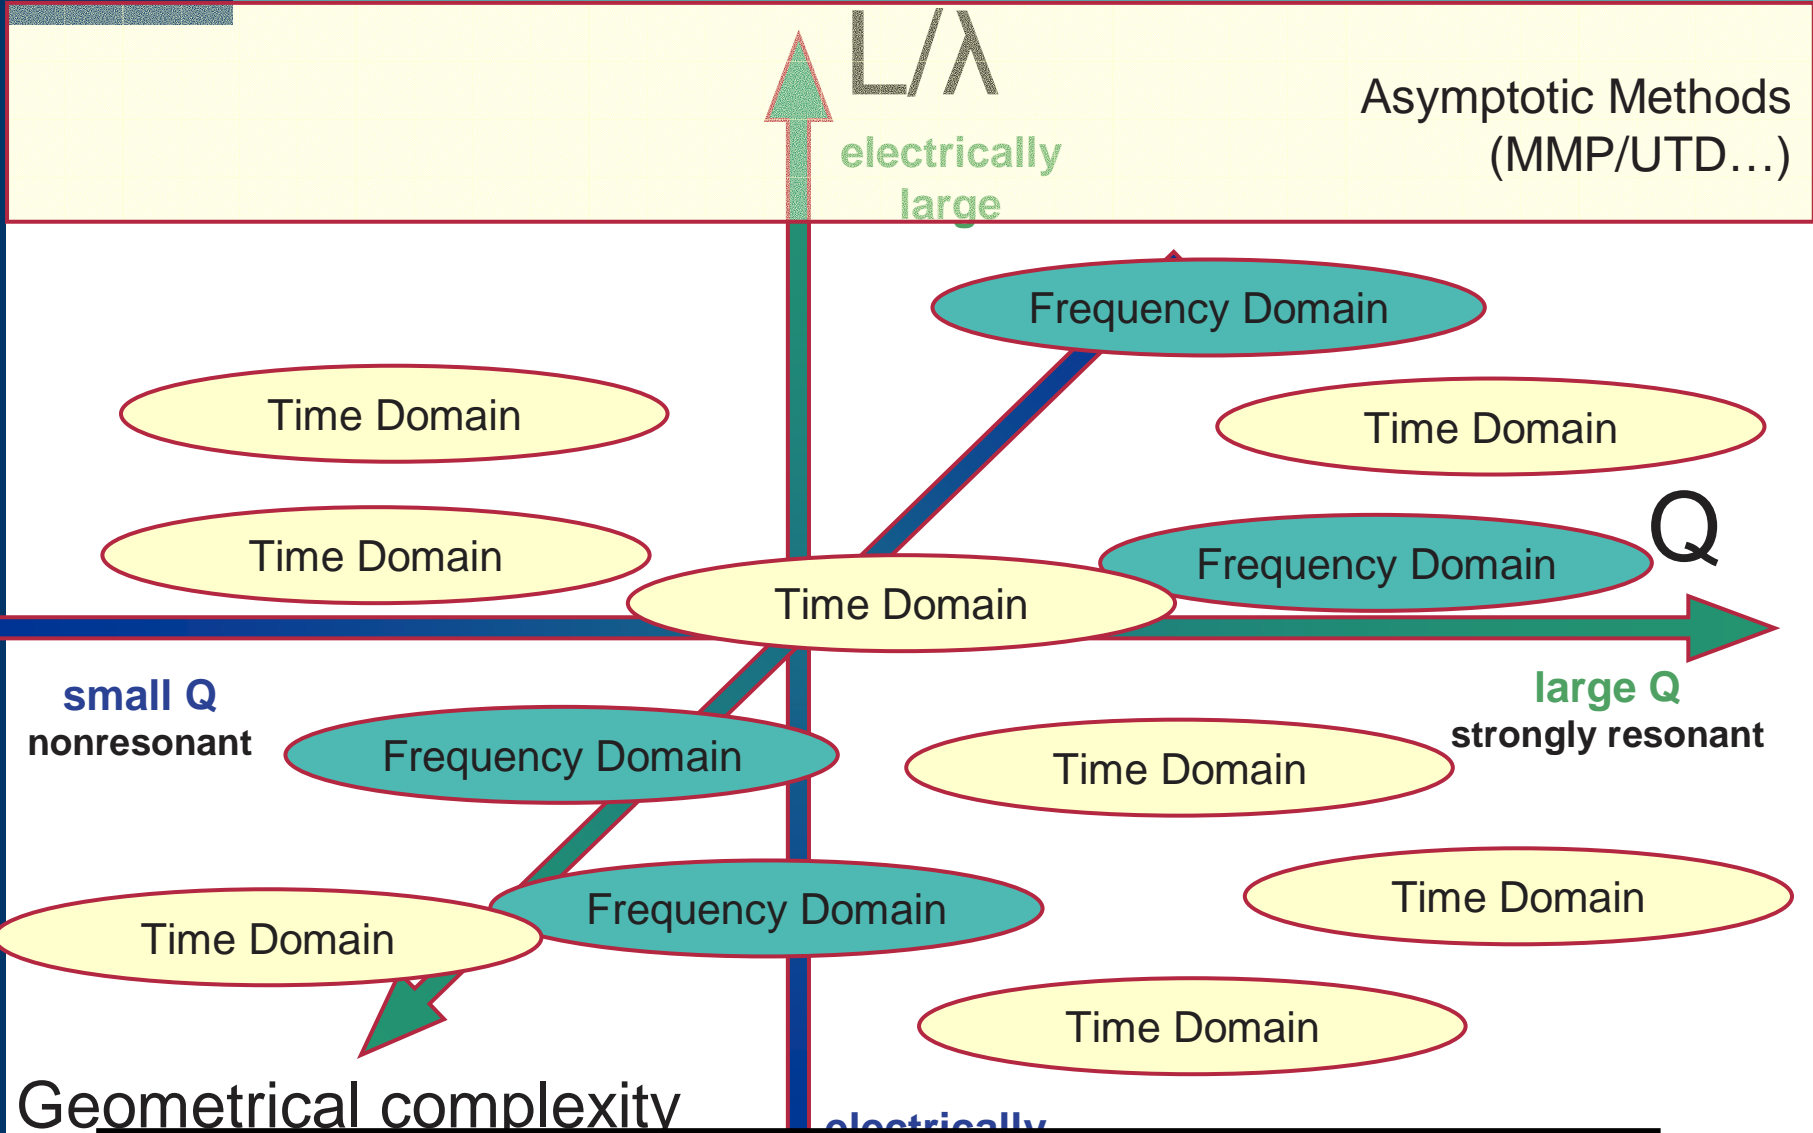 L/λ
Asymptotic Methods
(MMP/UTD…)
electrically
large
Frequency Domain
Time Domain
Time Domain
Q
Time Domain
Frequency Domain
Time Domain
small Q
nonresonant
large Q
strongly resonant
Frequency Domain
Time Domain
Time Domain
Frequency Domain
Time Domain
Time Domain
Geometrical complexity
electrically